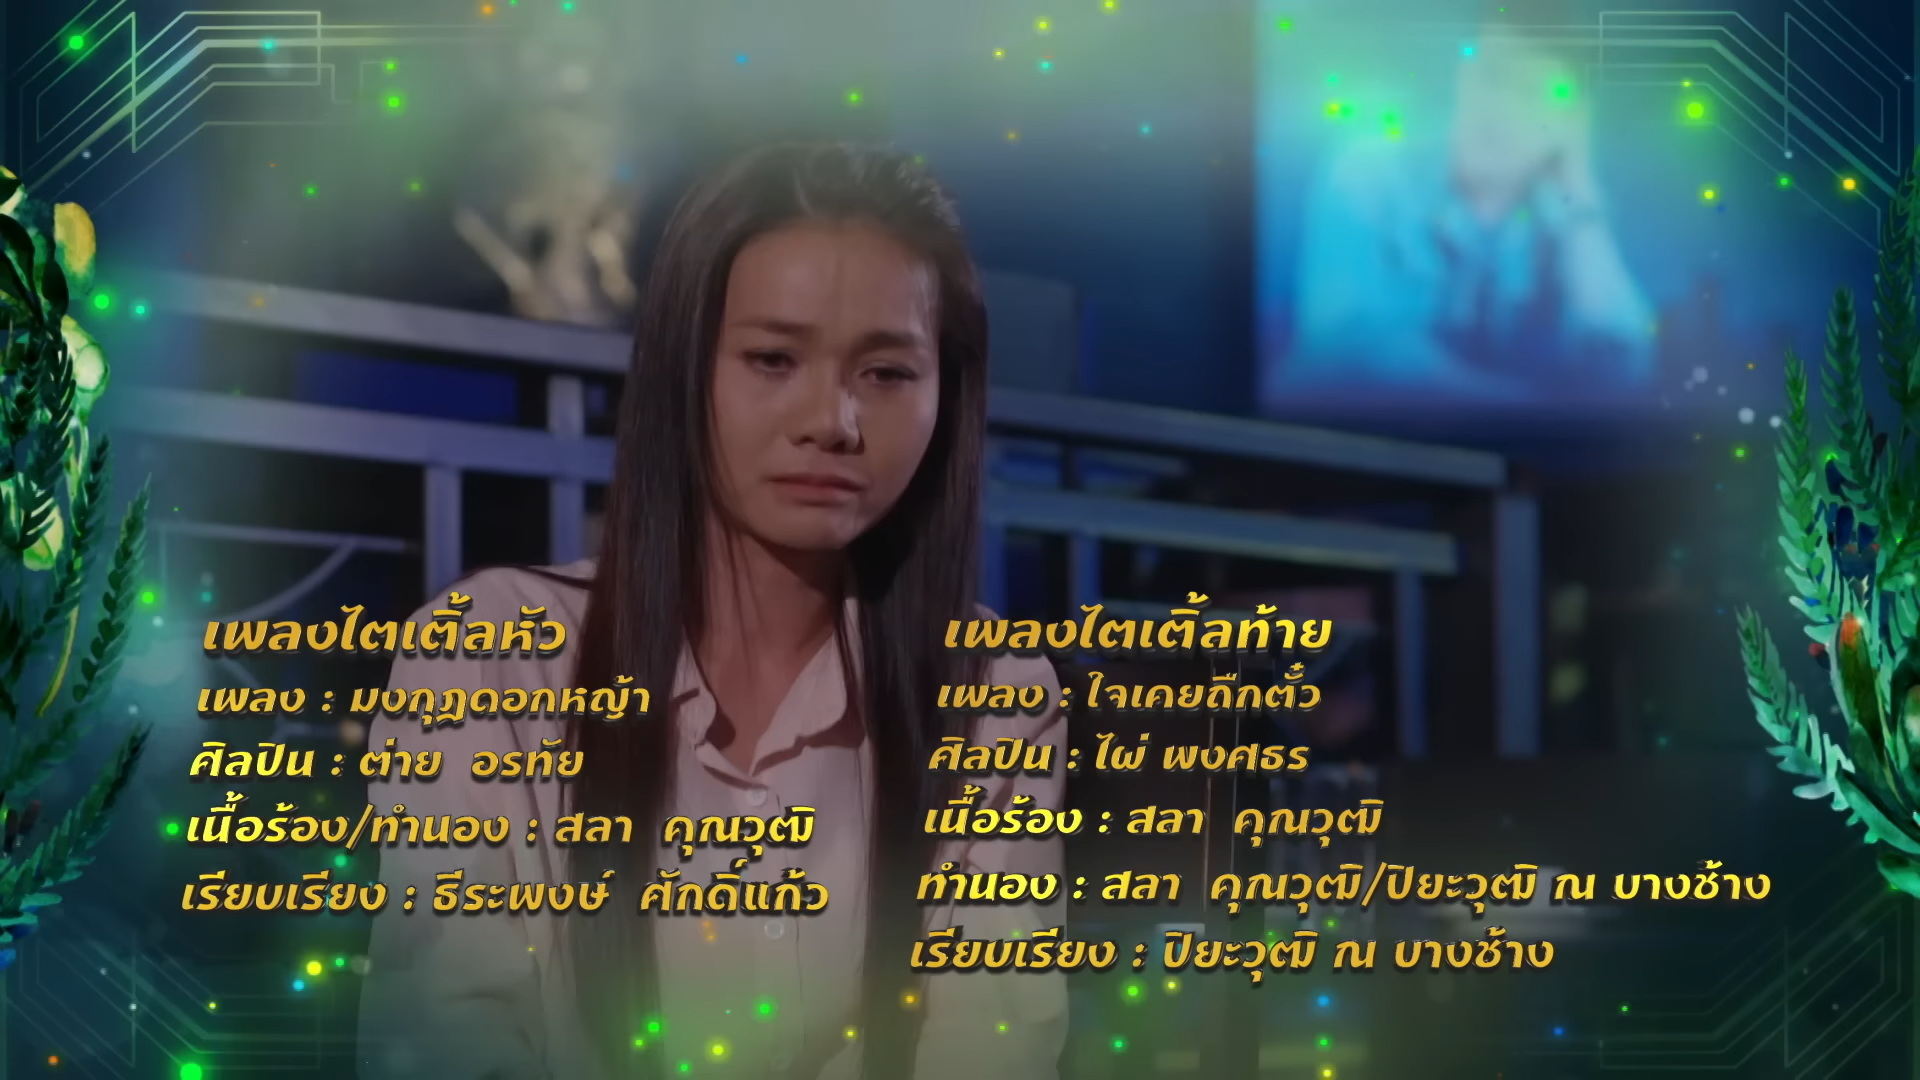 เพลงไตเติ้ลหัว
เพลง : มงกุฎดอกหญ้า
ศิลปิน : ต่าย อรทัย
เนื้อร้อง/ทำนอง : สลา คุณวุฒิ
เรียบเรียง : ธีระพงษ์ ศักดิ์แก้ว
เพลงไตเติ้ลท้าย
เพลง : ใจเคยถืกตั๋ว
ศิลปิน : ไผ่ พงศธร
เนื้อร้อง : สลา คุณวุฒิ
ทำนอง : สลา คุณวุฒิ/ปิยะวุฒิ ณ บางช้าง
เรียบเรียง : ปิยะวุฒิ ณ บางช้าง